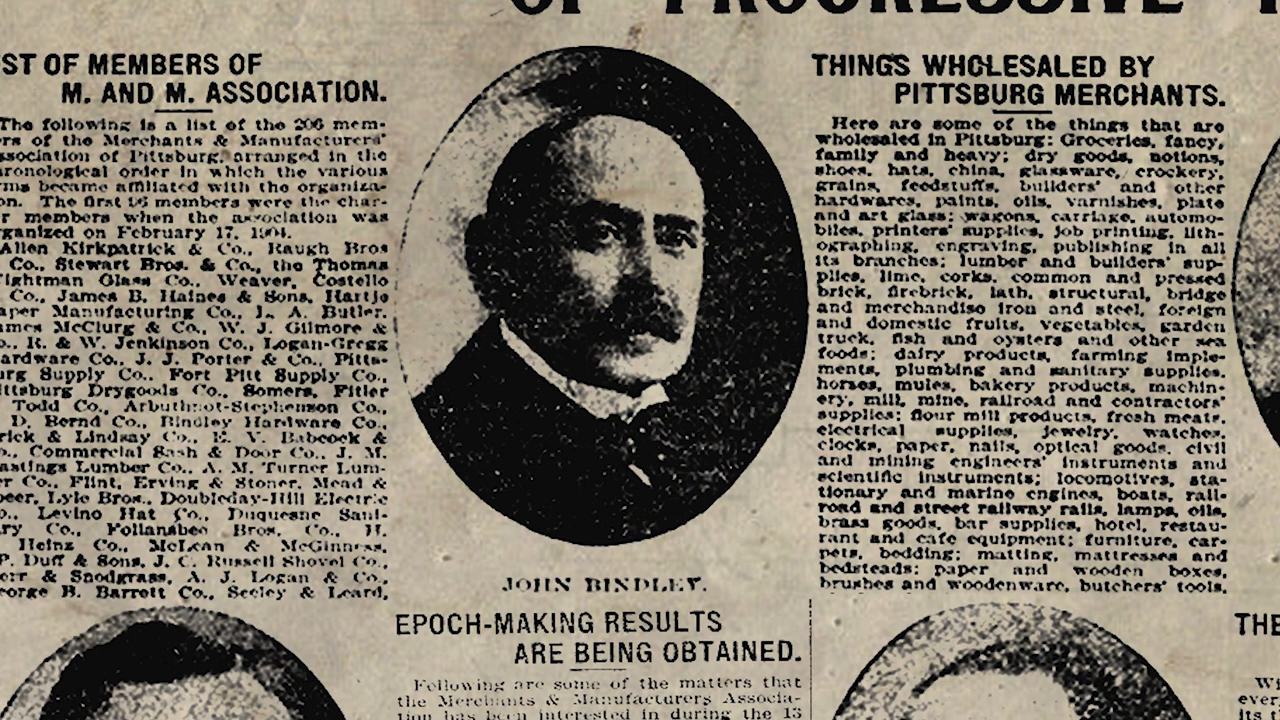 OF PROGRESSIVE
ST OF MEMBERS OF
M. AND M. ASSOCIATION.
The following is a list of the 206 mem-
rs of the Merchants & Manufacturers'
ssociation of Pittsburg, arranged in the
ronological order in which the various
ms became affiliated with the organiza-
on. The first 96 members were the char-
r members when the association was
rganized on February 17, 1904.
Allen Kirkpatrick & Co., Raugh Bros
Co., Stewart Bros. & Co., the Thomas
ightman Glass Co., Weaver, Costello
Co., James B. Haines & Sons, Hartje
aper Manufacturing Co., L. A. Butler,
ames McClurg & Co., W. J. Gilmore &
o., R. & W. Jenkinson Co., Logan-Gregg
ardware Co., J. J. Porter & Co., Pitts-
urg Supply Co., Fort Pitt Supply Co.,
ittsburg Drygoods Co., Somers, Fitler
Todd Co., Arbuthnot-Stephenson Co.,
D. Bernd Co., Bindley Hardware Co.,
rick & Lindsay Co., E. V. Babcock &
o., Commercial Sash & Door Co., J. M.
astings Lumber Co., A. M. Turner Lum-
er Co., Flint, Erving & Stoner, Mead &
peer, Lyle Bros., Doubleday-Hill Electric
o., Levino Hat Co., Duquesne Sani-
ary Co., Follansbee Bros. Co., H.
Heinz Co., McLean & McGinness,
P. Duff & Sons, J. C. Russell Shovel Co.,
err & Snodgrass, A. J. Logan & Co.,
eorge B. Barrett Co., Seeley & Leard,
JOHN BINDLEY.
EPOCH-MAKING RESULTS
ARE BEING OBTAINED.
Following are some of the matters that
the Merchants & Manufacturers Associa-
tion has been interested in during the 15
THINGS WHOLESALED BY
PITTSBURG MERCHANTS.
Here are some of the things that are
wholesaled in Pittsburg: Groceries, fancy,
family and heavy; dry goods, notions,
shoes, hats, china, glassware, crockery,
grains, feedstuffs, builders' and other
hardwares, paints, oils, varnishes, plate
and art glass; wagons, carriage, automo-
biles, printers' supplies, job printing, lith-
ographing, engraving, publishing in all
its branches; lumber and builders' sup-
plies, lime, corks, common and pressed
brick, firebrick, lath, structural, bridge
and merchandise iron and steel, foreign
and domestic fruits, vegetables, garden
truck, fish and oysters and other sea
foods; dairy products, farming imple-
ments, plumbing and sanitary supplies,
horses, mules, bakery products, machin-
ery, mill, mine, railroad and contractors'
supplies; flour mill products, fresh meats,
electrical supplies, jewelry, watches,
clocks, paper, nails, optical goods, civil
and mining engineers' instruments and
scientific instruments; locomotives, sta-
tionary and marine engines, boats, rail-
road and street railway rails, lamps, oils,
brass goods, bar supplies, hotel, restau-
rant and cafe equipment; furniture, car-
pets, bedding; matting, mattresses and
bedsteads; paper and wooden boxes,
brushes and woodenware, butchers' tools,
THE
Wi
ever
its